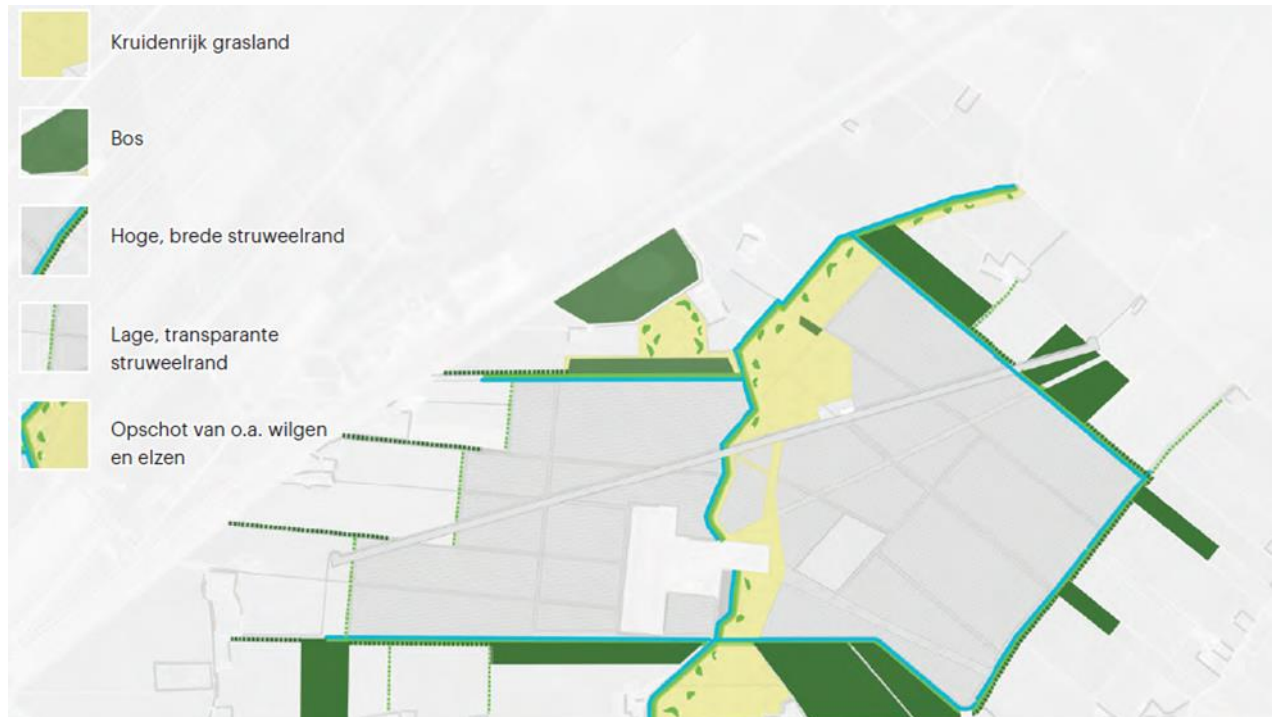 Kruidenrijk grasland
Bos
Hoge, brede struweelrand
Lage, transparante
struweelrand
Opschot van o.a. wilgen
en elzen